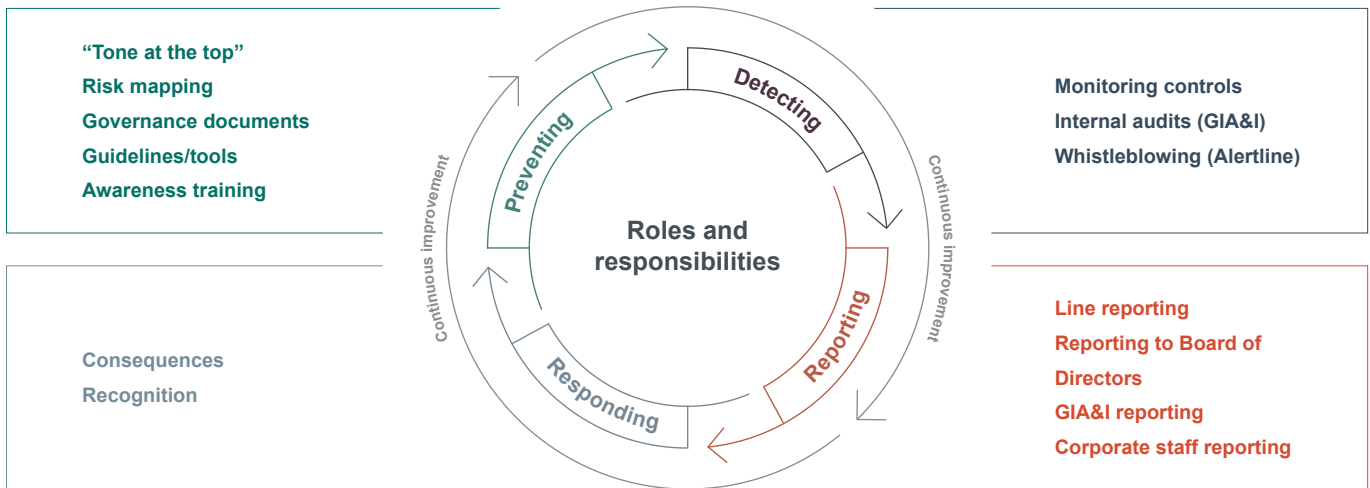 “Tone at the top”
Risk mapping
Governance documents
Guidelines/tools
Awareness training
Preventing
Detecting
Monitoring controls
Internal audits (GIA&I)
Whistleblowing (Alertline)
Continuous improvement
Roles and
responsibilities
Continuous improvement
Consequences
Recognition
Responding
Reporting
Line reporting
Reporting to Board of
Directors
GIA&I reporting
Corporate staff reporting